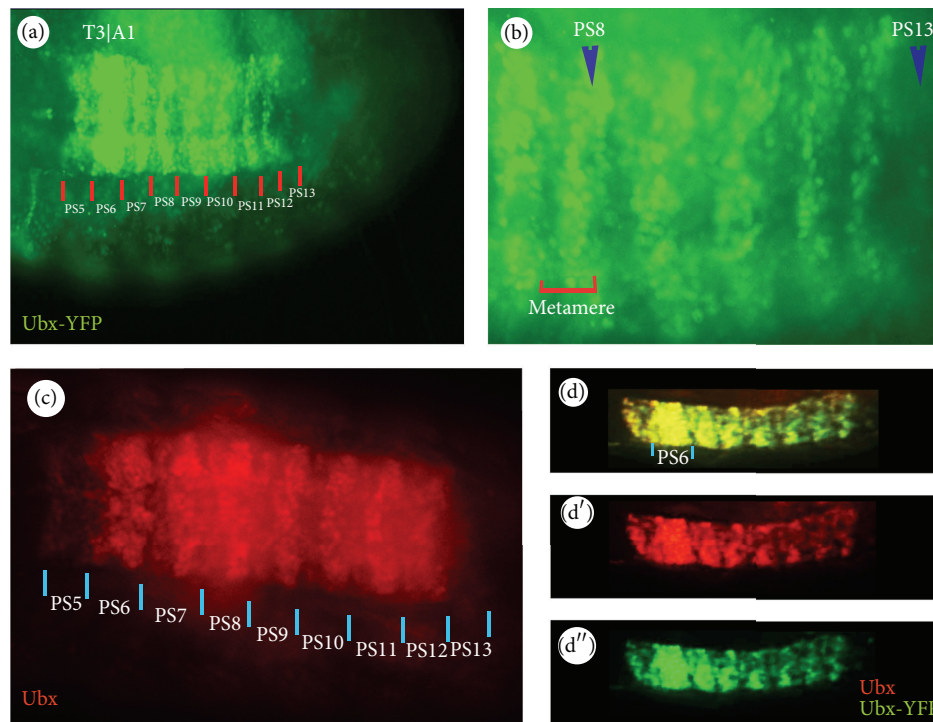 (a)
T3|A1
PS5 PS6 PS7 PS8 PS9 PS10 PS11 PS12 PS13
Ubx-YFP
(b)
PS8 PS13
Metamere
(c)
PS5 PS6 PS7 PS8 PS9 PS10 PS11 PS12 PS13
Ubx
(d)
PS6
(d′)
(d″)
Ubx
Ubx-YFP